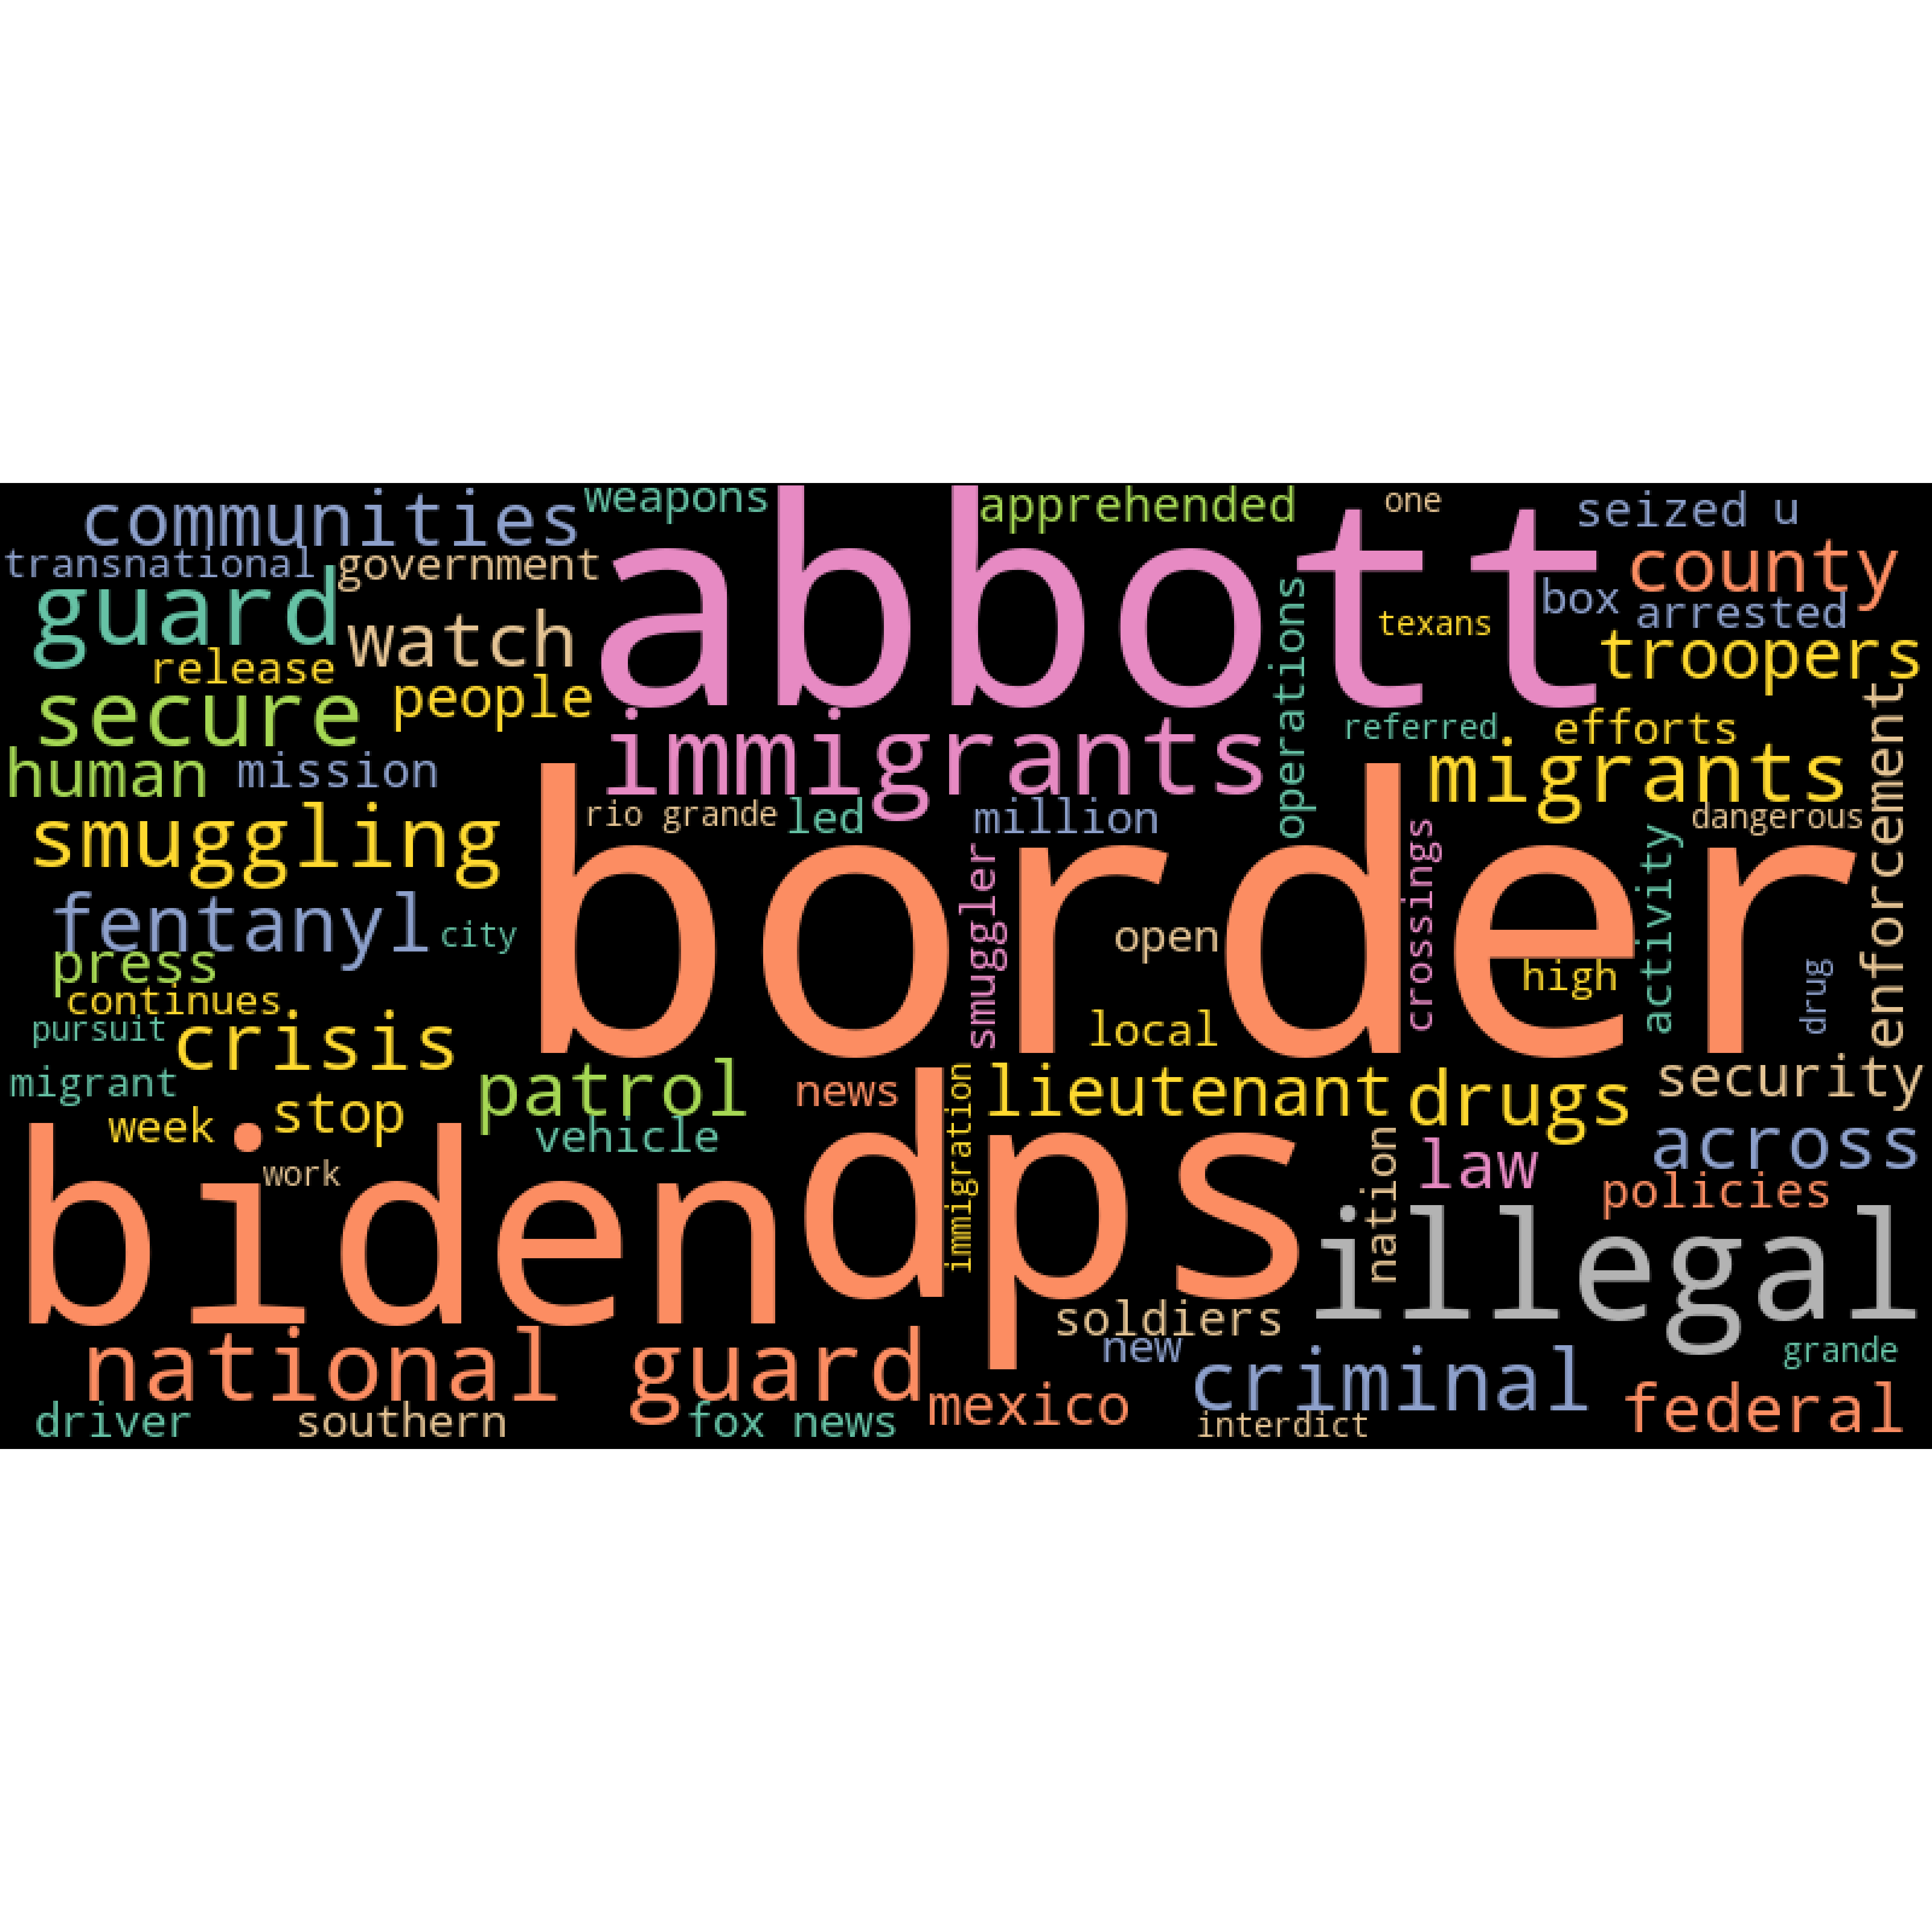 communities
weapons
abbott
apprehended
one
seized u
transnational
government
county
guard
watch
operations
texans
box
arrested
release
people
troopers
secure
immigrants
referred
efforts
enforcement
human
mission
migrants
smuggling
rio grande
led
million
dangerous
border
smuggler
crossings
activity
fentanyl
city
open
press
high
drug
continues
pursuit
crisis
local
migrant
patrol
news
immigration
lieutenant
drugs
security
week
stop
vehicle
dps
nation
law
across
biden
work
policies
illegal
soldiers
new
national guard
criminal
grande
driver
southern
fox news
mexico
interdict
federal